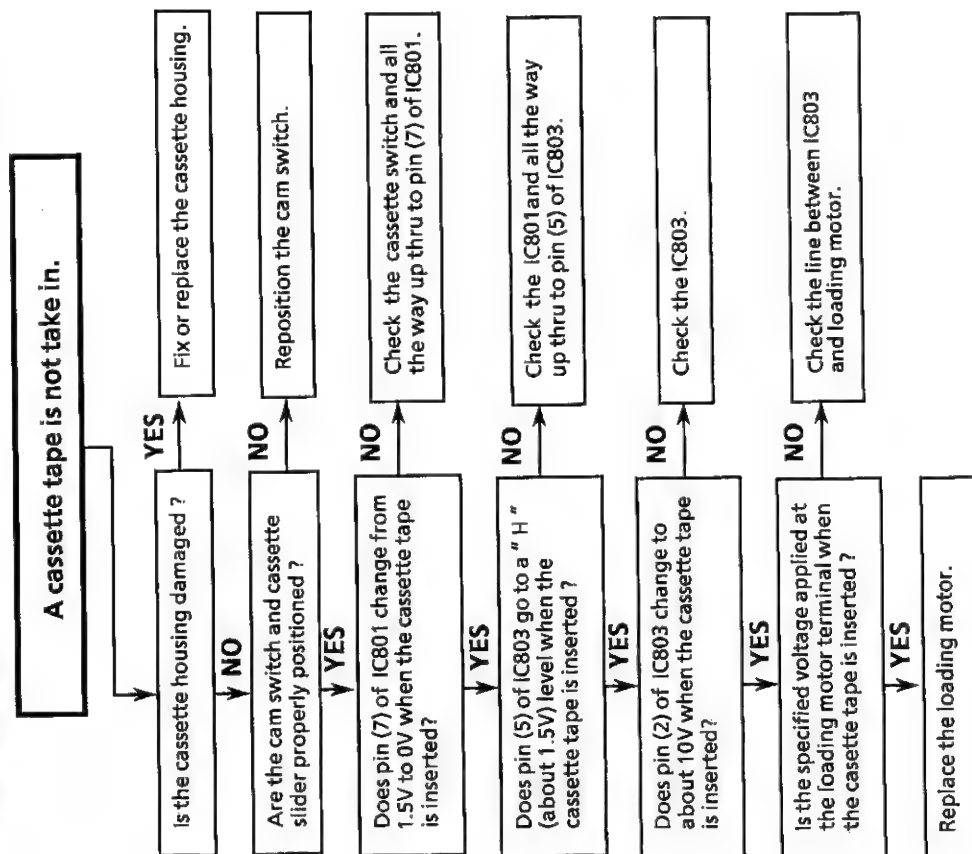 A cassette tape is not take in.
Is the cassette housing damaged ?
YES
Fix or replace the cassette housing.
NO
Are the cam switch and cassette
slider properly positioned ?
NO
Reposition the cam switch.
YES
Does pin (7) of IC801 change from
1.5V to 0V when the cassette tape
is inserted?
NO
Check the cassette switch and all
the way up thru to pin (7) of IC801.
YES
Does pin (5) of IC803 go to a " H "
(about 1.5V) level when the
cassette tape is inserted ?
NO
Check the IC801and all the way
up thru to pin (5) of IC803.
YES
Does pin (2) of IC803 change to
about 10V when the cassette tape
is inserted?
NO
Check the IC803.
YES
Is the specified voltage applied at
the loading motor terminal when
the casette tape is inserted ?
NO
Check the line between IC803
and loading motor.
YES
Replace the loading motor.